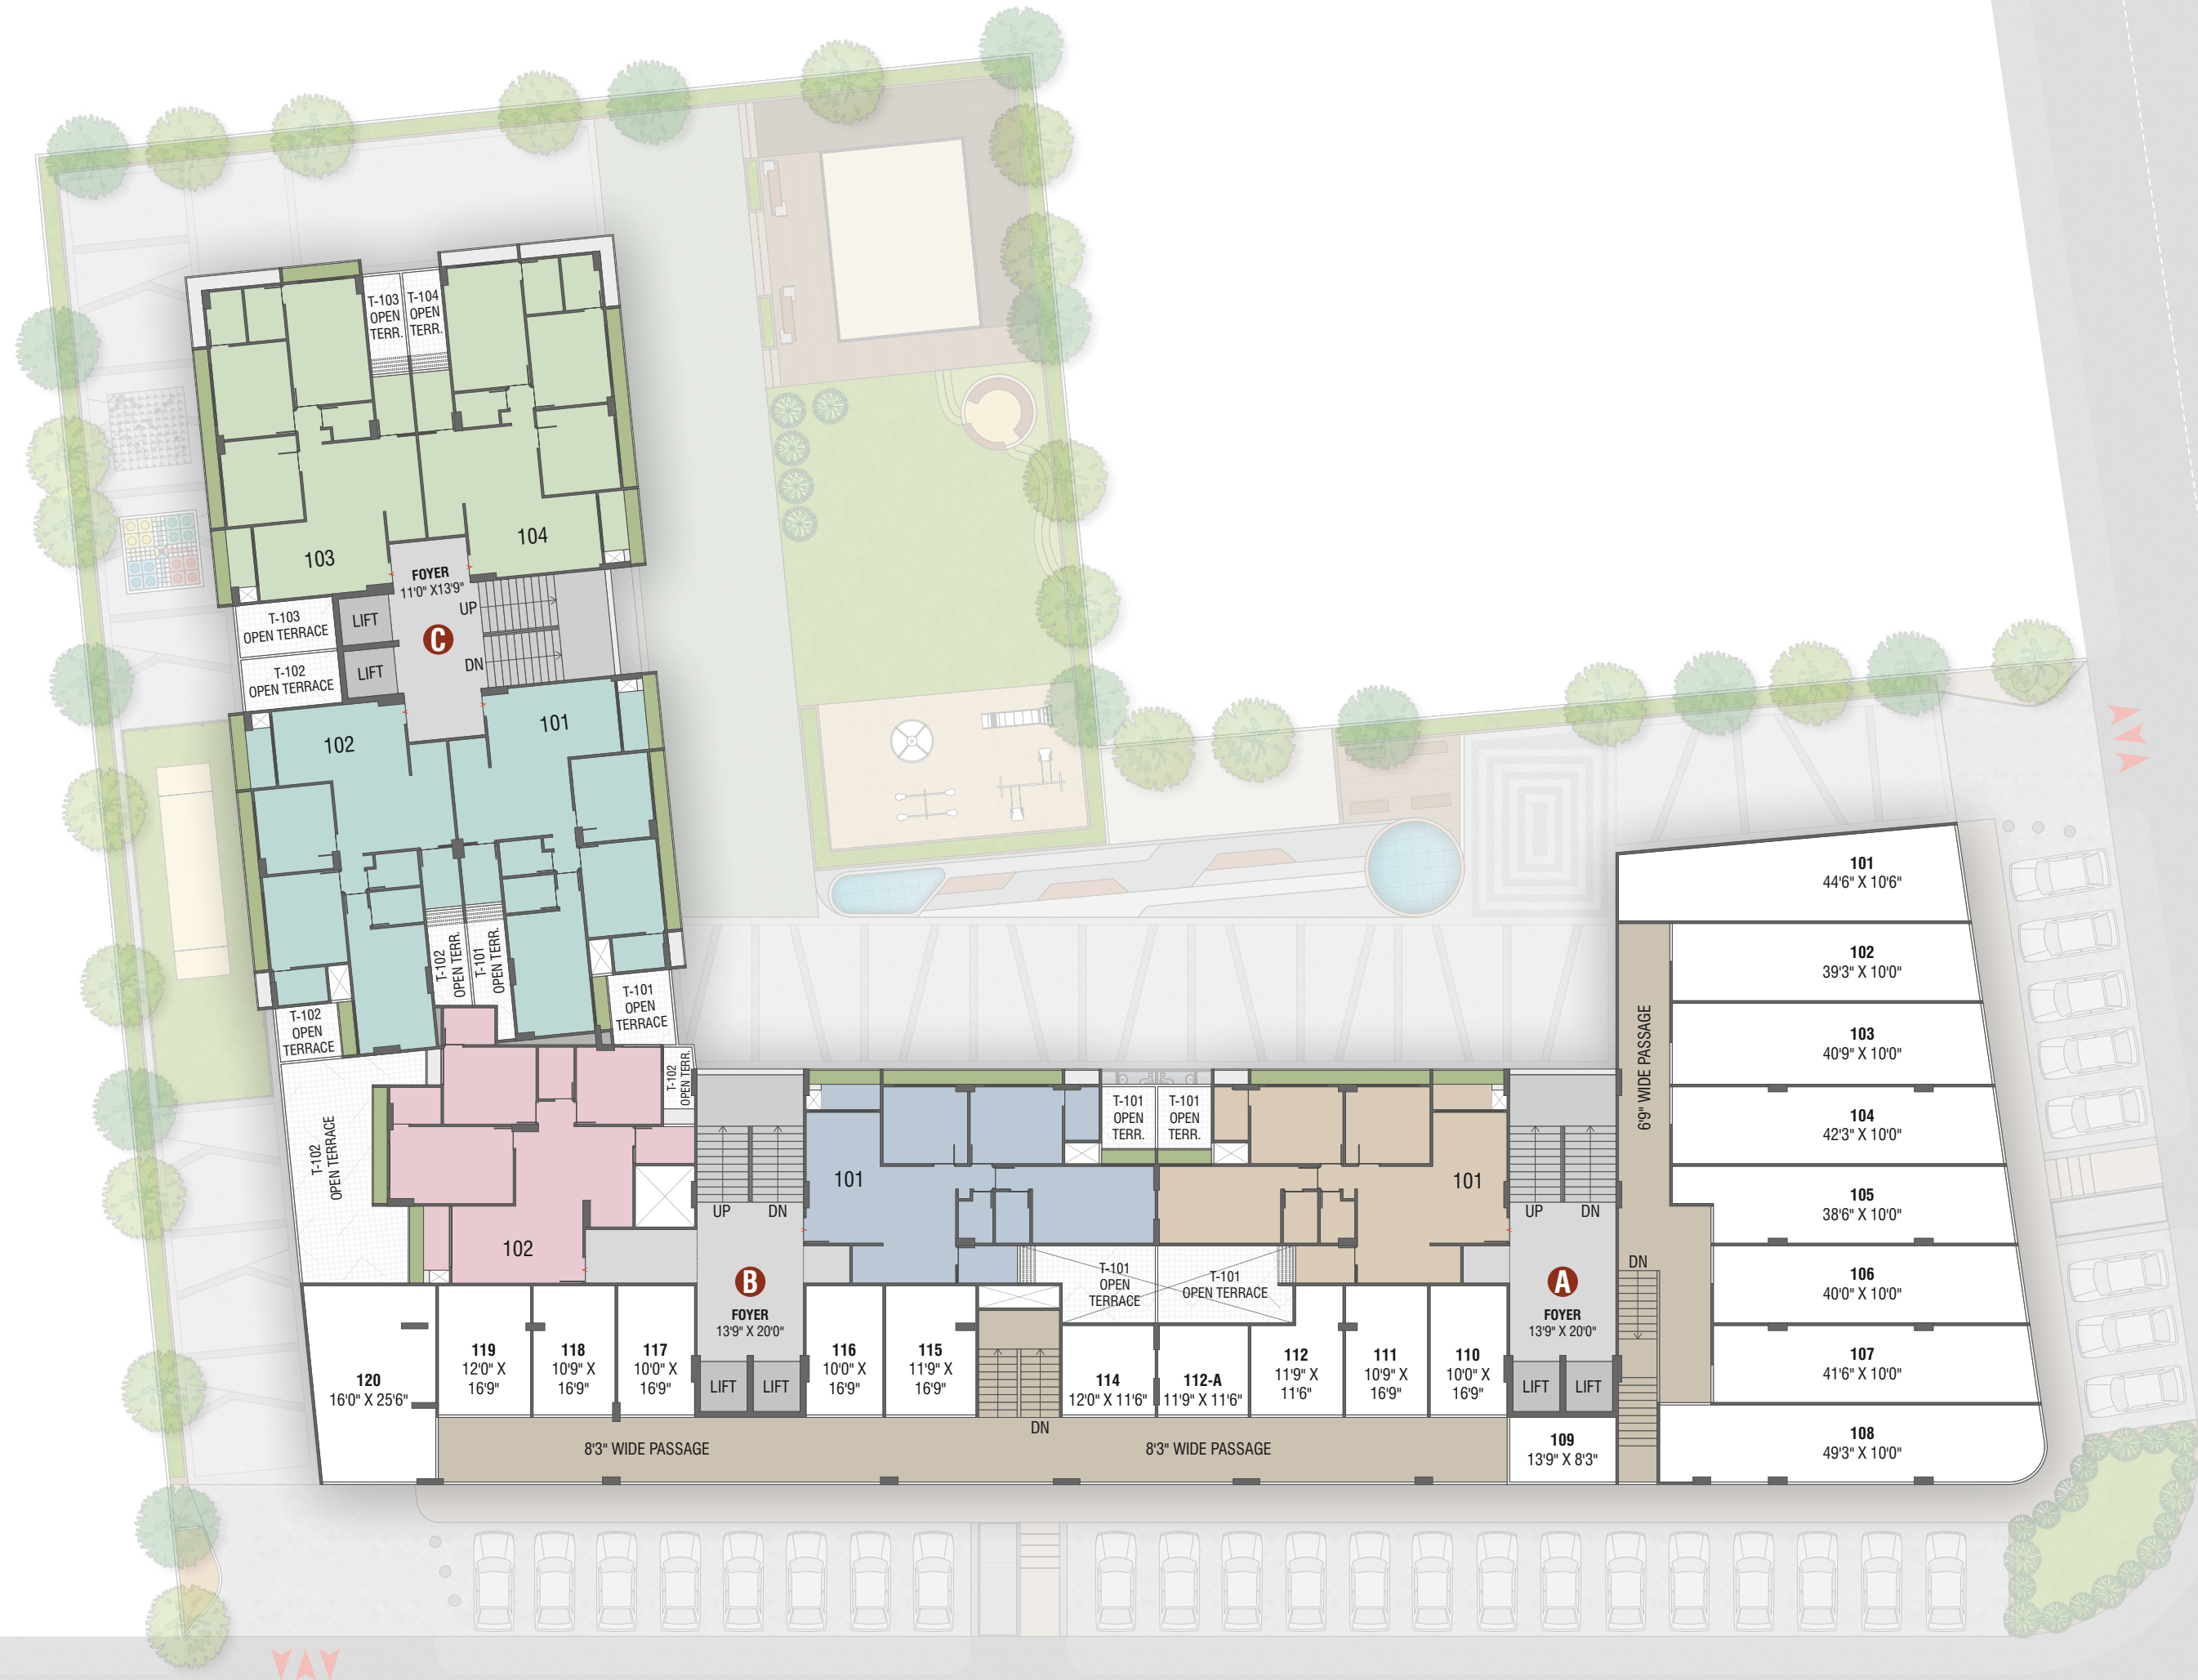 T-103
OPEN
TERR.
T-104
OPEN
TERR.
103
104
FOYER
11'0" X13'9"
UP
LIFT
T-103
OPEN TERRACE
C
LIFT
DN
T-102
OPEN TERRACE
102
101
T-102
OPEN TERR.
T-101
OPEN TERR.
T-101
OPEN
TERRACE
T-102
OPEN
TERRACE
T-102
OPEN TERR.
T-102
OPEN TERRACE
102
UP
DN
B
FOYER
13'9" X 20'0"
LIFT
LIFT
101
T-101
OPEN
TERR.
T-101
OPEN
TERR.
101
T-101
OPEN
TERRACE
T-101
OPEN TERRACE
UP
DN
A
FOYER
13'9" X 20'0"
LIFT
LIFT
6'9" WIDE PASSAGE
DN
101
44'6" X 10'6"
102
39'3" X 10'0"
103
40'9" X 10'0"
104
42'3" X 10'0"
105
38'6" X 10'0"
106
40'0" X 10'0"
107
41'6" X 10'0"
108
49'3" X 10'0"
109
13'9" X 8'3"
110
10'0" X
16'9"
111
10'9" X
16'9"
112
11'9" X
11'6"
112-A
11'9" X 11'6"
114
12'0" X 11'6"
DN
115
11'9" X
16'9"
116
10'0" X
16'9"
117
10'0" X
16'9"
118
10'9" X
16'9"
119
12'0" X
16'9"
120
16'0" X 25'6"
8'3" WIDE PASSAGE
8'3" WIDE PASSAGE